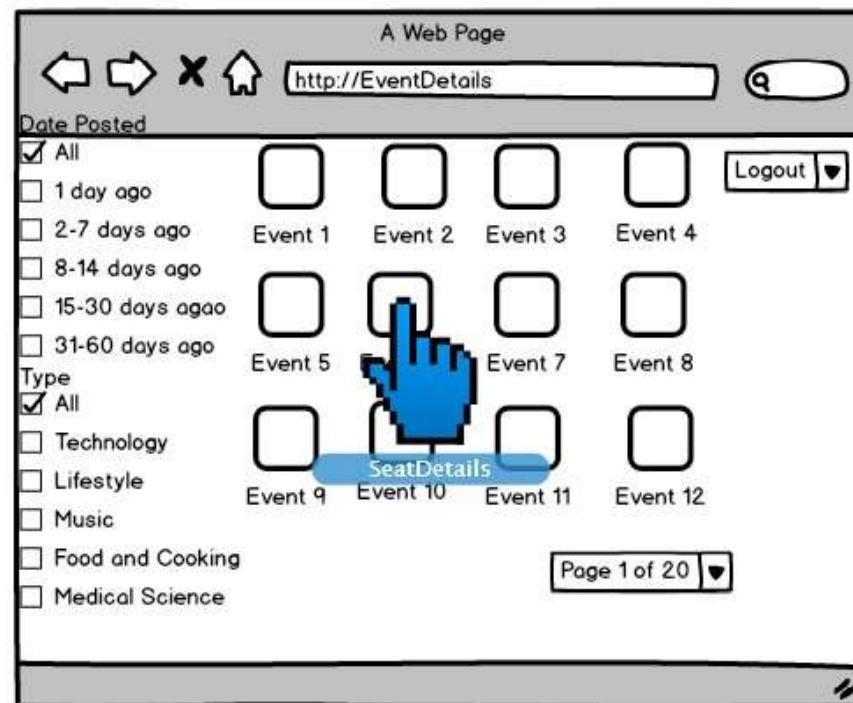 A Web Page
http://EventDetails
Date Posted
All
1 day ago
2-7 days ago
8-14 days ago
15-30 days agao
31-60 days ago
Type
All
Technology
Lifestyle
Music
Food and Cooking
Medical Science
Logout
Event 1 Event 2 Event 3 Event 4
Event 5 Event 7 Event 8
SeatDetails
Event 9 Event 10 Event 11 Event 12
Page 1 of 20